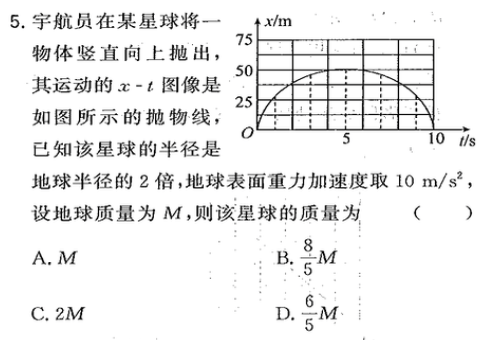 5. 宇航员在某星球将一
物体竖直向上抛出,
其运动的 x - t 图像是
如图所示的抛物线,
已知该星球的半径是
地球半径的 2 倍,地球表面重力加速度取 10 m/s²,
设地球质量为 M,则该星球的质量为 ( )
A. M
B. 8/5 M
C. 2M
D. 6/5 M
x/m
75
50
25
O
5
10
t/s